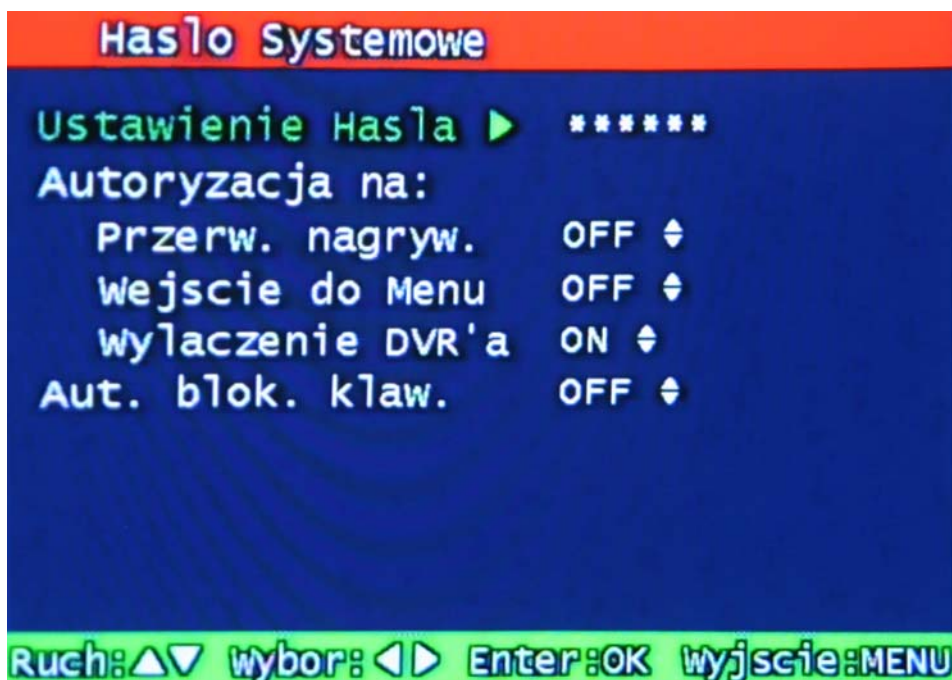 Haslo Systemowe
Ustawienie Hasla ▶ ******
Autoryzacja na:
Przerw. nagryw. OFF
Wejscie do Menu OFF
Wylaczenie DVR'a ON
Aut. blok. klaw. OFF
Ruch:△▽ Wybor:◁▷ Enter:OK Wyjscie:MENU